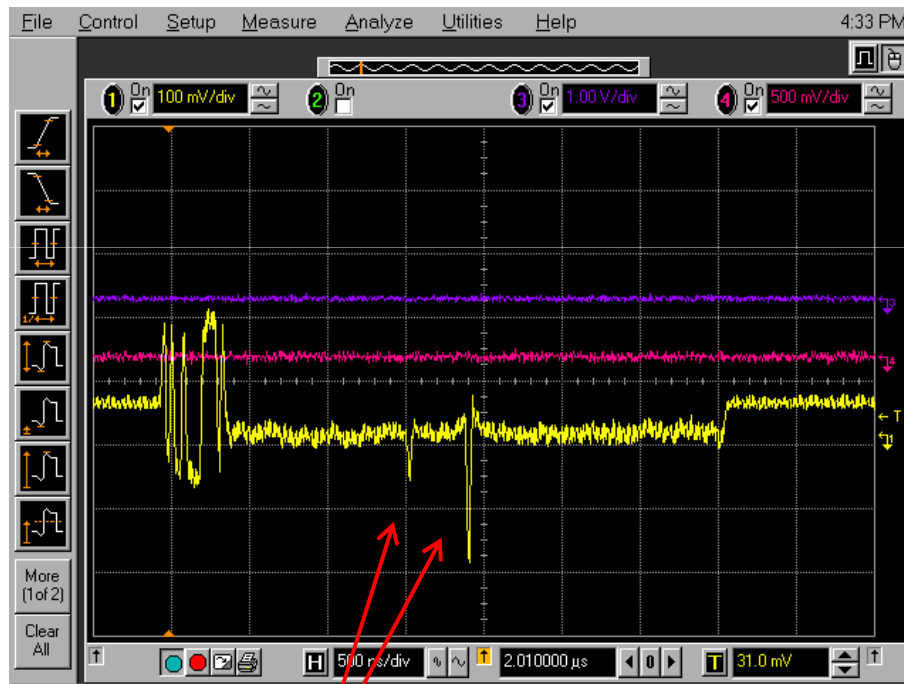 File Control Setup Measure Analyze Utilities Help 4:33 PM
1 On 100 mV/div 2 On 3 On 1.00 V/div 4 On 500 mV/div
3
4
T
1
1/
More
(1 of 2)
Clear
All
H 500 ns/div 2.010000 µs 0 T 31.0 mV